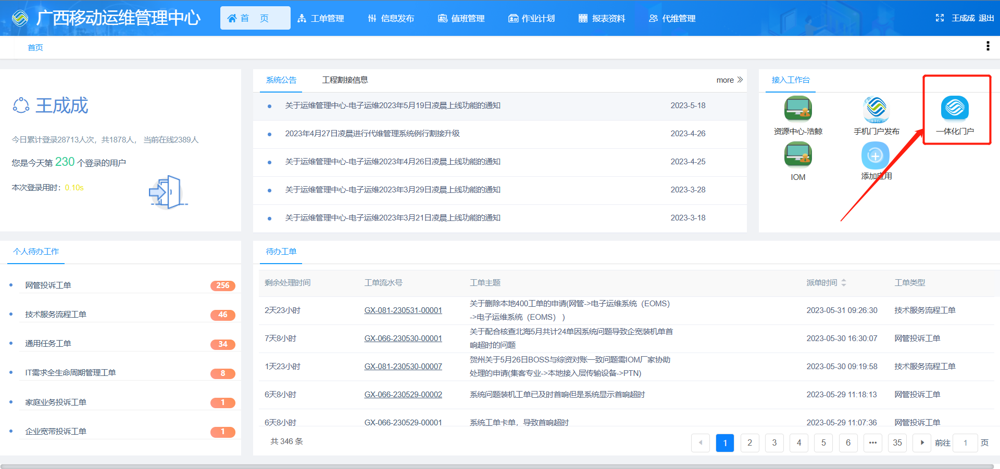 广西移动运维管理中心
首 页
工单管理
信息发布
值班管理
作业计划
报表资料
代维管理
王成成 退出
首页
王成成
今日累计登录28713人次，共1878人， 当前在线2389人
您是今天第 230 个登录的用户
本次登录用时：0.10s
系统公告
工程割接信息
more
关于运维管理中心-电子运维2023年5月19日凌晨上线功能的通知
2023-5-18
2023年4月27日凌晨进行代维管理系统例行割接升级
2023-4-26
关于运维管理中心-电子运维2023年4月26日凌晨上线功能的通知
2023-4-25
关于运维管理中心-电子运维2023年3月29日凌晨上线功能的通知
2023-3-28
关于运维管理中心-电子运维2023年3月21日凌晨上线功能的通知
2023-3-18
接入工作台
资源中心-浩鲸
手机门户发布
一体化门户
IOM
添加应用
个人待办工作
网管投诉工单
256
技术服务流程工单
46
通用任务工单
34
IT需求全生命周期管理工单
8
家庭业务投诉工单
1
企业宽带投诉工单
1
待办工单
剩余处理时间
工单流水号
工单主题
派单时间
工单类型
2天23小时
GX-081-230531-00001
关于删除本地400工单的申请(网管->电子运维系统（EOMS）
->电子运维系统（EOMS）)
2023-05-31 09:26:30
技术服务流程工单
7天8小时
GX-066-230530-00001
关于配合核查北海5月共计24单因系统问题导致企宽装机单首
响超时的问题
2023-05-30 16:30:07
网管投诉工单
1天23小时
GX-081-230530-00007
贺州关于5月26日BOSS与综资对账一致问题需IOM厂家协助
处理的申请(集客专业->本地接入层传输设备->PTN)
2023-05-30 09:19:58
技术服务流程工单
6天8小时
GX-066-230529-00002
系统问题装机工单已及时首响但是系统显示首响超时
2023-05-29 11:18:13
网管投诉工单
6天8小时
GX-066-230529-00001
系统工单卡单，导致首响超时
2023-05-29 11:07:36
网管投诉工单
共 346 条
1
2
3
4
5
6
•••
35
前往 1 页